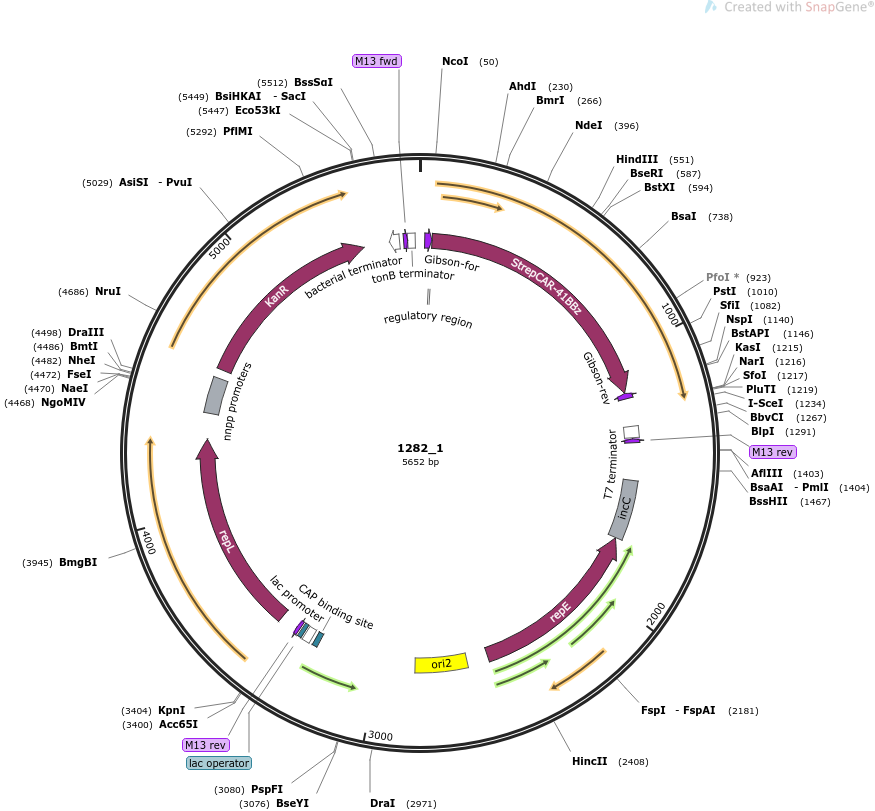 Created with SnapGene®
M13 fwd
NcoI (50)
(5512) BssSαI
AhdI (230)
(5449) BsiHKAI - SacI
BmrI (266)
(5447) Eco53kI
NdeI (396)
(5292) PflMI
HindIII (551)
BseRI (587)
(5029) AsiSI - PvuI
BstXI (594)
BsaI (738)
5000
bacterial terminator
tonB terminator
Gibson-for
StrepCAR-41BBz
KanR
PfoI * (923)
(4686) NruI
PstI (1010)
1000
SfiI (1082)
regulatory region
NspI (1140)
(4498) DraIII
BstAPI (1146)
(4486) BmtI
KasI (1215)
(4482) NheI
NarI (1216)
(4472) FseI
SfoI (1217)
(4470) NaeI
PluTI (1219)
(4468) NgoMIV
I-SceI (1234)
Gibson-rev
BbvCI (1267)
nnpp promoters
BlpI (1291)
1282_1
5652 bp
M13 rev
T7 terminator
AflIII (1403)
BsaAI - PmlI (1404)
BssHII (1467)
incC
4000
repL
(3945) BmgBI
lac promoter
CAP binding site
repE
2000
ori2
(3404) KpnI
FspI - FspAI (2181)
(3400) Acc65I
3000
M13 rev
lac operator
HincII (2408)
(3080) PspFI
(3076) BseYI
DraI (2971)